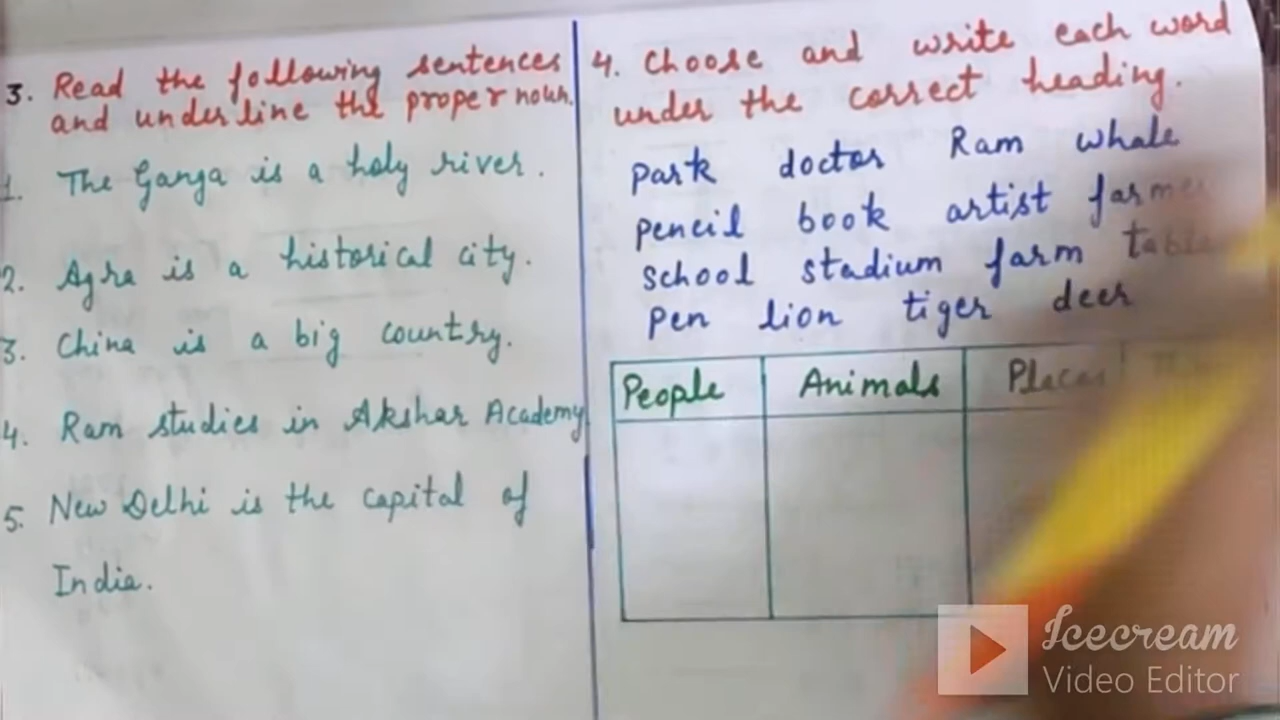 3. Read the following sentences
and underline the proper noun.
1. The Ganga is a holy river.
2. Agra is a historical city.
3. China is a big country.
4. Ram studies in Akshar Academy
5. New Delhi is the capital of
India.
4. Choose and write each word
under the correct heading.
park doctor Ram whale
pencil book artist farmer
school stadium farm table
pen lion tiger deer
People Animals Places
Icecream
Video Editor